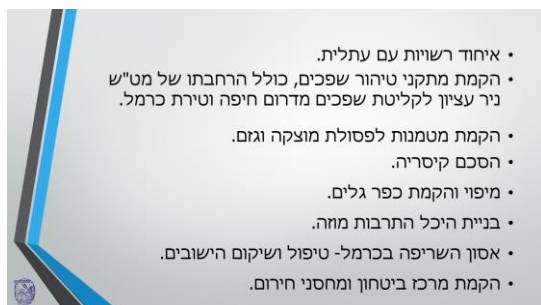 • איחוד רשויות עם עתלית.
• הקמת מתקני טיהור שפכים, כולל הרחבתו של מט"ש
ניר עציון לקליטת שפכים מדרום חיפה וטירת כרמל.
• הקמת מטמנות לפסולת מוצקה וגזם.
• הסכם קיסריה.
• מיפוי והקמת כפר גלים.
• בניית היכל התרבות מוזה.
• אסון השריפה בכרמל- טיפול ושיקום הישובים.
• הקמת מרכז ביטחון ומחסני חירום.